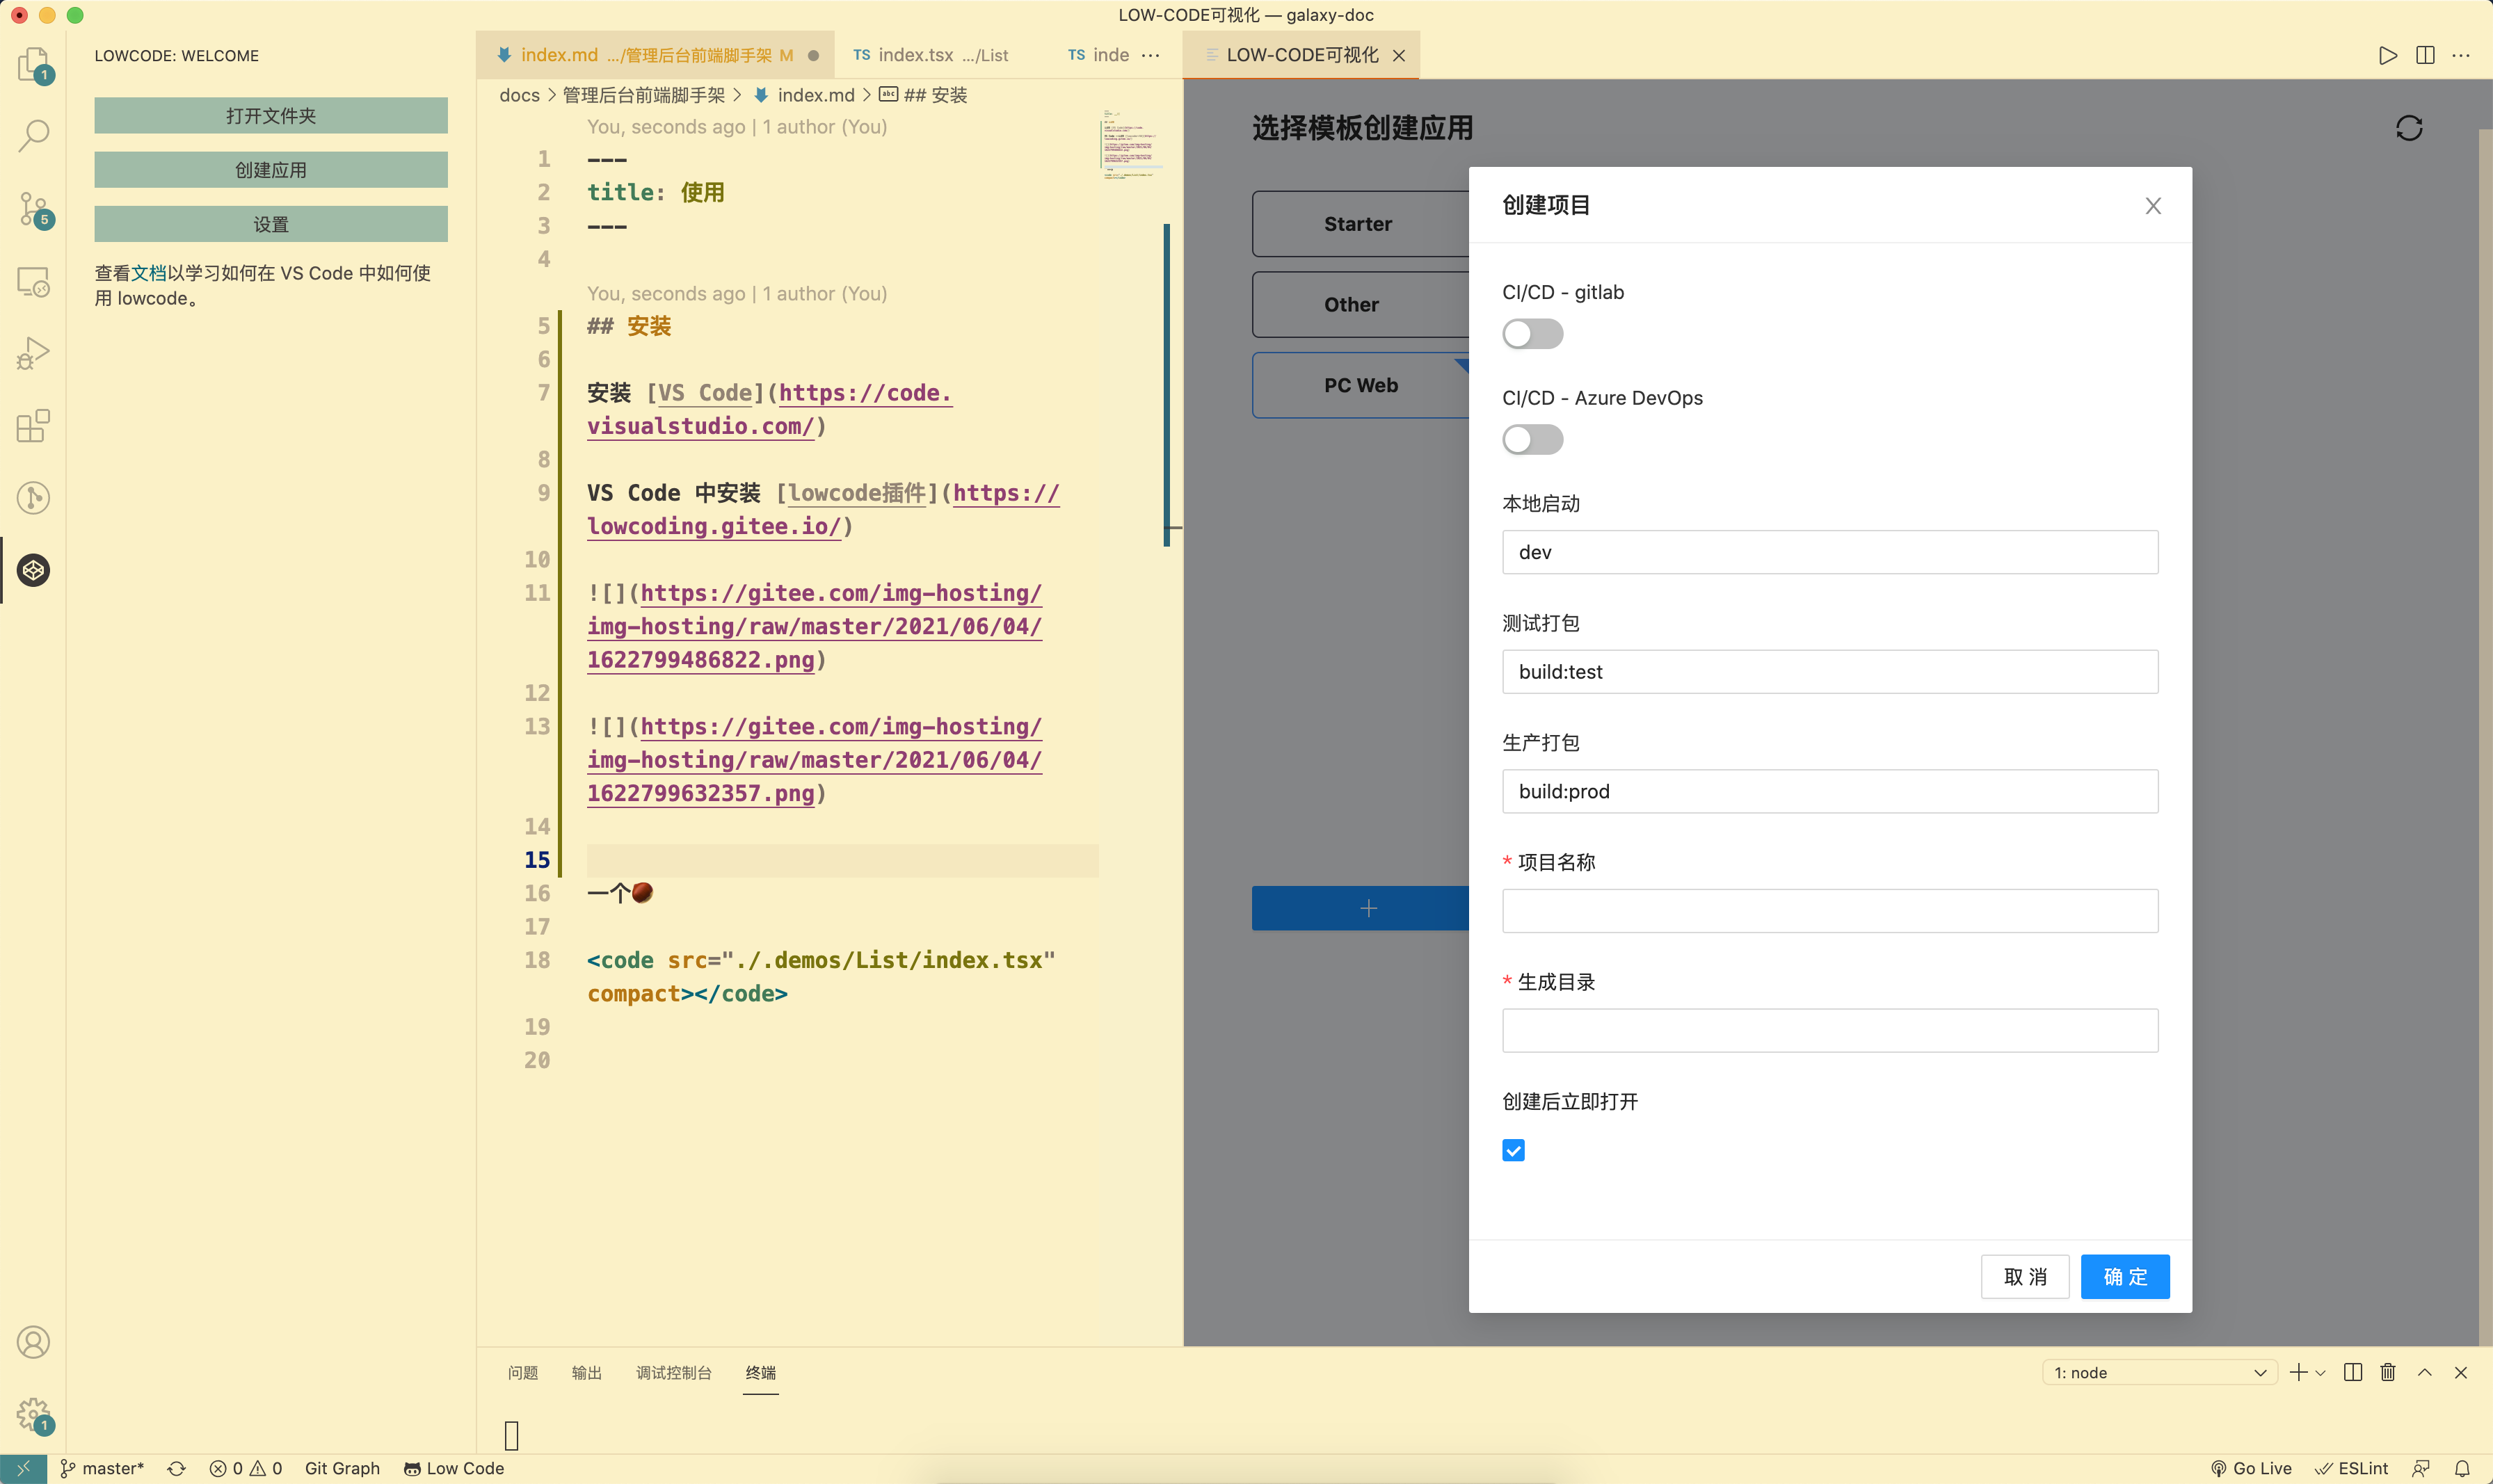 LOW-CODE可视化 — galaxy-doc
1
5
1
LOWCODE: WELCOME
打开文件夹
创建应用
设置
查看文档以学习如何在 VS Code 中如何使
用 lowcode。
index.md .../管理后台前端脚手架 M
TS index.tsx .../List
TS inde ···
docs > 管理后台前端脚手架 > index.md > abc ## 安装
You, seconds ago | 1 author (You)
1 ---
2 title: 使用
3 ---
4
You, seconds ago | 1 author (You)
5 ## 安装
6
7 安装 [VS Code](https://code.
visualstudio.com/)
8
9 VS Code 中安装 [lowcode插件](https://
lowcoding.gitee.io/)
10
11 ![](https://gitee.com/img-hosting/
img-hosting/raw/master/2021/06/04/
1622799486822.png)
12
13 ![](https://gitee.com/img-hosting/
img-hosting/raw/master/2021/06/04/
1622799632357.png)
14
15
16 一个🌰
17
18 <code src="./.demos/List/index.tsx"
compact></code>
19
20
LOW-CODE可视化
选择模板创建应用
Starter
Other
PC Web
创建项目
CI/CD - gitlab
CI/CD - Azure DevOps
本地启动
dev
测试打包
build:test
生产打包
build:prod
* 项目名称
* 生成目录
创建后立即打开
取 消
确 定
问题 输出 调试控制台 终端
1: node
master* 0 0 Git Graph Low Code
Go Live ESLint